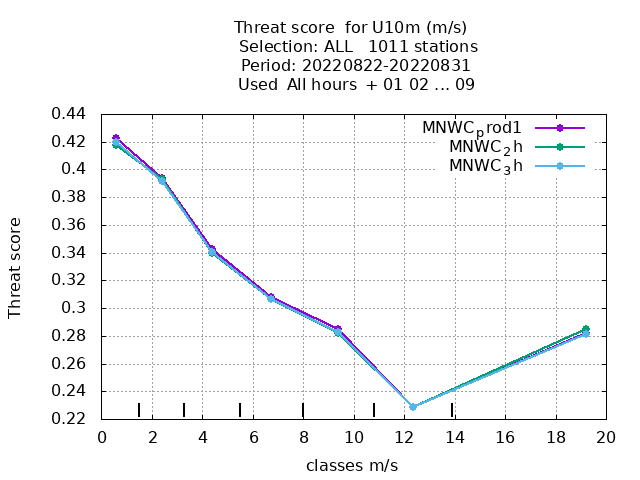 Threat score  for U10m (m/s)
Selection: ALL   1011 stations
Period: 20220822-20220831
Used  All hours  + 01 02 ... 09
0.44
0.42
0.4
0.38
0.36
0.34
0.32
0.3
0.28
0.26
0.24
0.22
Threat score
MNWC_prod1
MNWC_2h
MNWC_3h
0 2 4 6 8 10 12 14 16 18 20
classes m/s